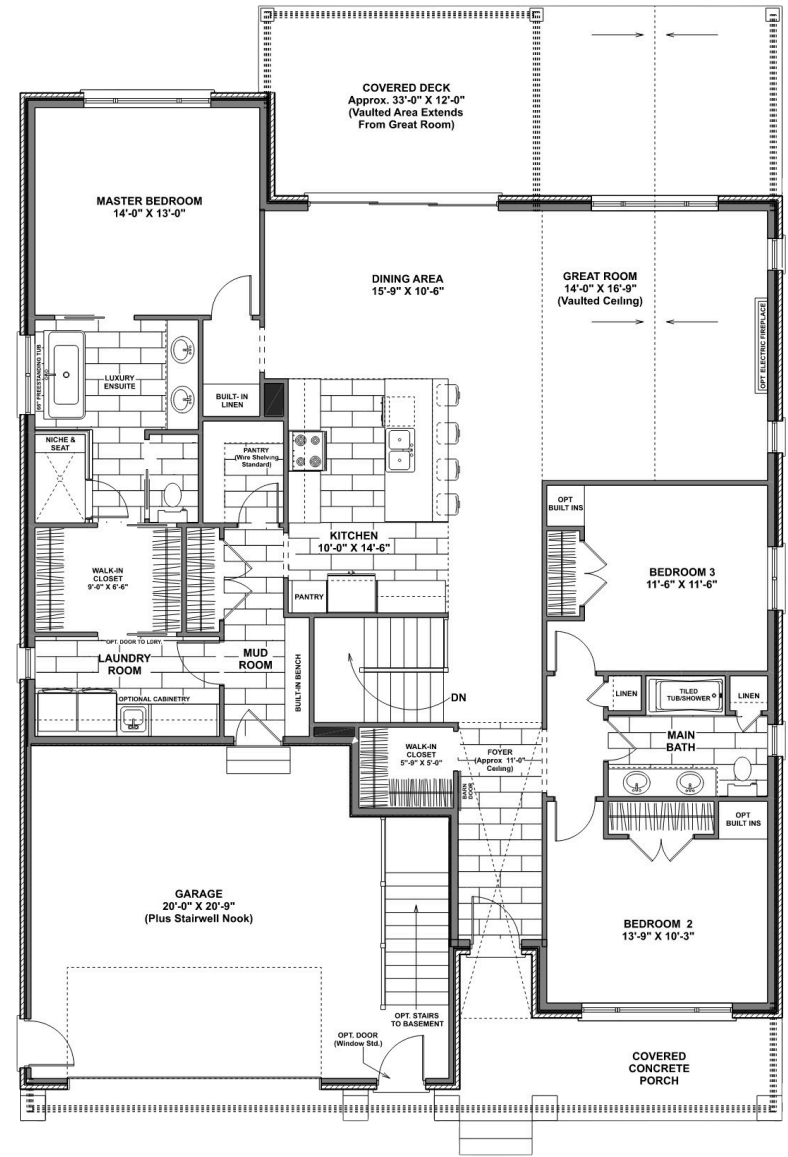 COVERED DECK
Approx. 33'-0" X 12'-0"
(Vaulted Area Extends
From Great Room)
MASTER BEDROOM
14'-0" X 13'-0"
DINING AREA
15'-9" X 10'-6"
GREAT ROOM
14'-0" X 16'-9"
(Vaulted Ceiling)
OPT ELECTRIC FIREPLACE
66" FREESTANDING TUB
LUXURY
ENSUITE
BUILT- IN
LINEN
NICHE &
SEAT
PANTRY
(Wire Shelving
Standard)
KITCHEN
10'-0" X 14'-6"
PANTRY
OPT
BUILT INS
BEDROOM 3
11'-6" X 11'-6"
WALK-IN
CLOSET
9'-0" X 6'-6"
OPT. DOOR TO LDRY.
LAUNDRY
ROOM
MUD
ROOM
BUILT-IN BENCH
OPTIONAL CABINETRY
DN
LINEN
TILED
TUB/SHOWER
LINEN
WALK-IN
CLOSET
5'-9" X 5'-0"
FOYER
(Approx 11'-0"
Ceiling)
BARN
DOOR
MAIN
BATH
OPT
BUILT INS
GARAGE
20'-0" X 20'-9"
(Plus Stairwell Nook)
BEDROOM 2
13'-9" X 10'-3"
OPT. STAIRS
TO BASEMENT
OPT. DOOR
(Window Std.)
COVERED
CONCRETE
PORCH